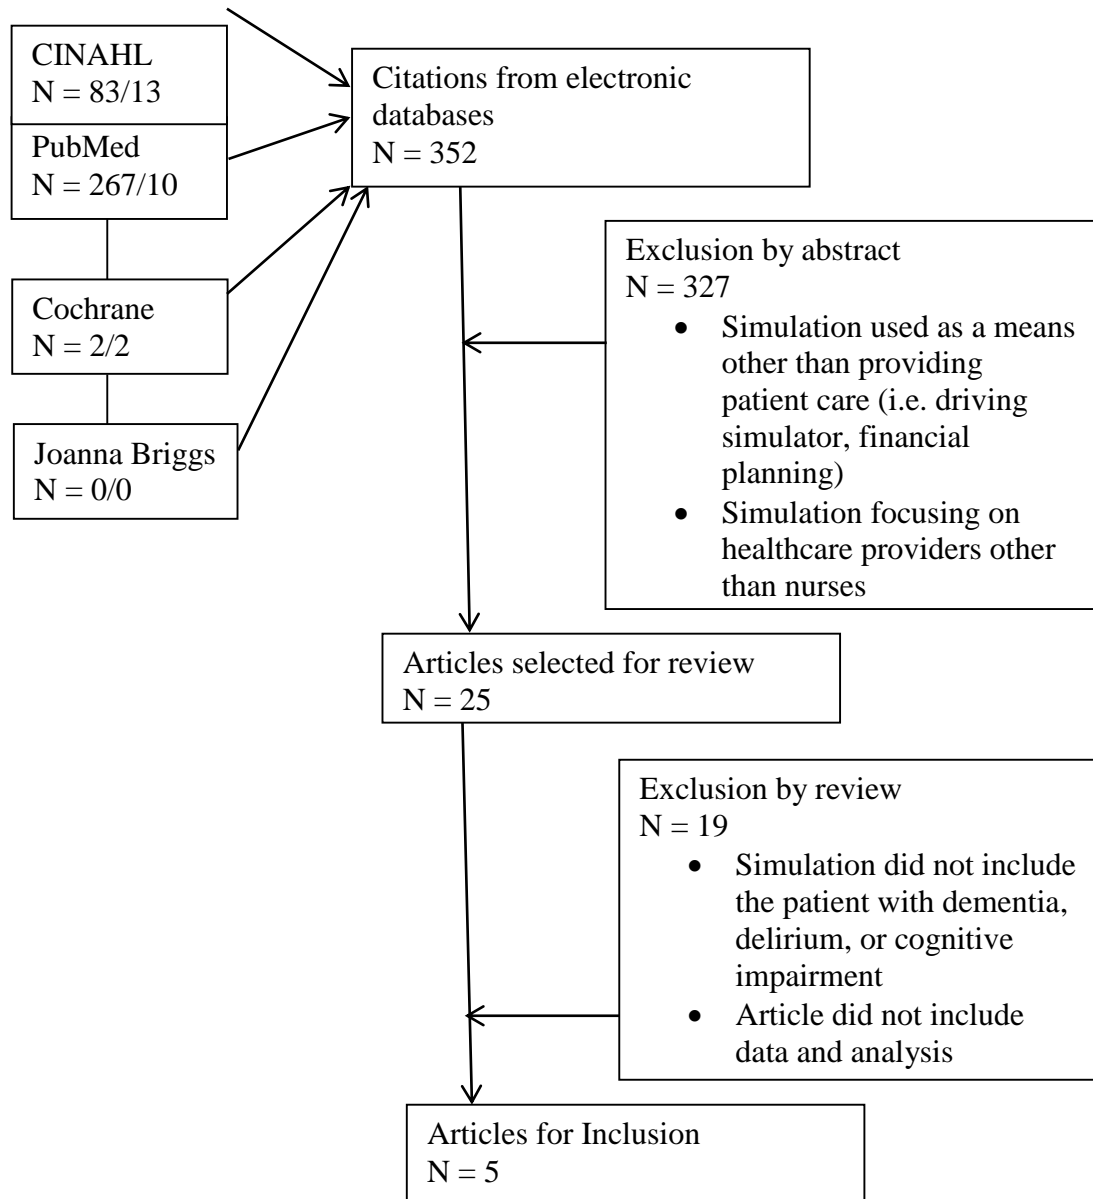 CINAHL
N = 83/13
PubMed
N = 267/10
Cochrane
N = 2/2
Joanna Briggs
N = 0/0
Citations from electronic
databases
N = 352
Exclusion by abstract
N = 327
• Simulation used as a means
other than providing
patient care (i.e. driving
simulator, financial
planning)
• Simulation focusing on
healthcare providers other
than nurses
Articles selected for review
N = 25
Exclusion by review
N = 19
• Simulation did not include
the patient with dementia,
delirium, or cognitive
impairment
• Article did not include
data and analysis
Articles for Inclusion
N = 5